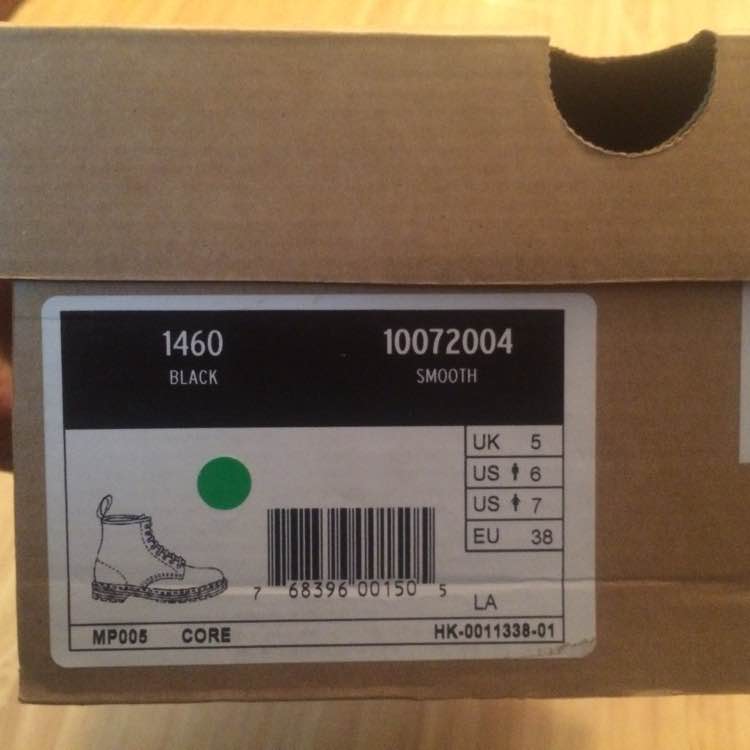 1460 10072004
BLACK SMOOTH
UK 5
US 6
US 7
EU 38
7 68396 00150 5
LA
MP005 CORE HK-0011338-01